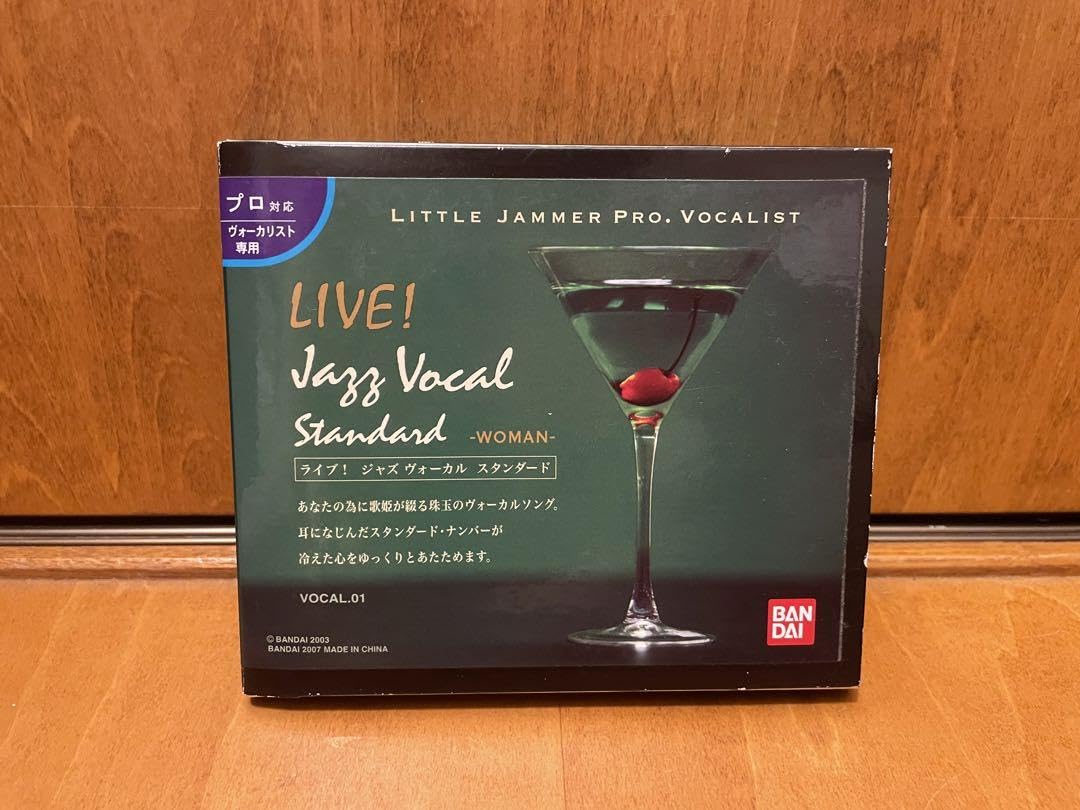 プロ対応
ヴォーカリスト
専用
LITTLE JAMMER PRO. VOCALIST
LIVE!
Jazz Vocal
Standard -WOMAN-
ライブ! ジャズ ヴォーカル スタンダード
あなたの為に歌姫が綴る珠玉のヴォーカルソング。
耳になじんだスタンダード・ナンバーが
冷えた心をゆっくりとあたためます。
VOCAL.01
© BANDAI 2003
BANDAI 2007 MADE IN CHINA
BAN
DAI